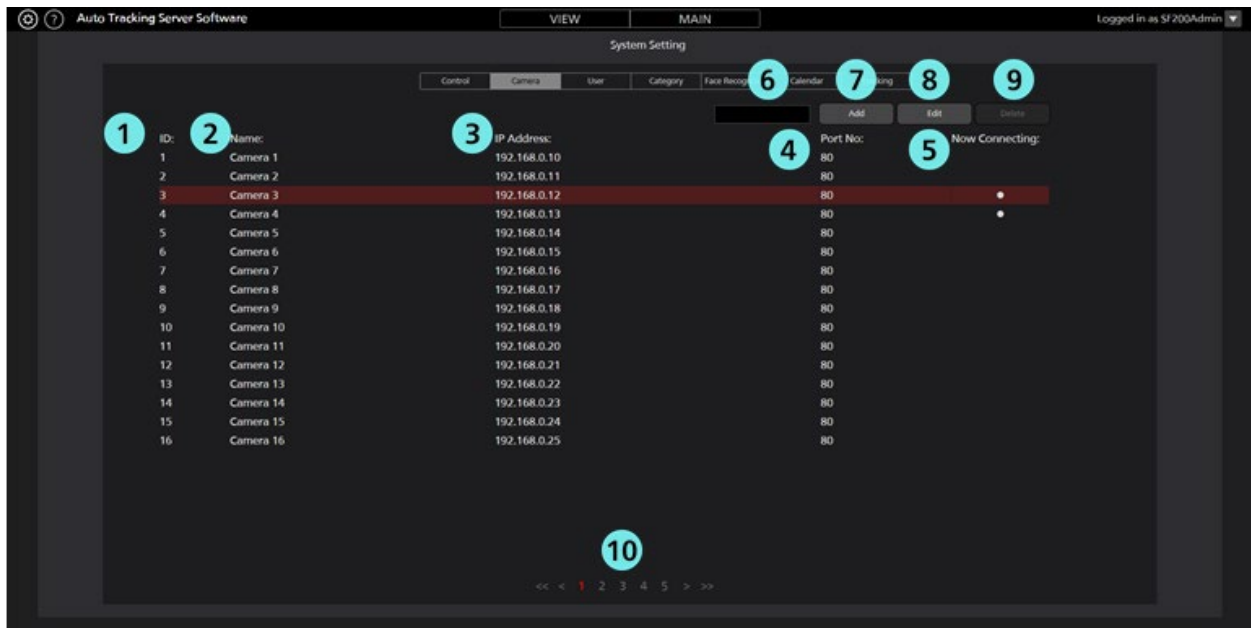 Auto Tracking Server Software VIEW MAIN Logged in as SF200Admin
System Setting
Control Camera User Category Face Recog 6 Calendar 7 king 8 9
Add Edit Delete
1 ID: 2 Name: 3 IP Address: 4 Port No: 5 Now Connecting:
1 Camera 1 192.168.0.10 80
2 Camera 2 192.168.0.11 80
3 Camera 3 192.168.0.12 80
4 Camera 4 192.168.0.13 80
5 Camera 5 192.168.0.14 80
6 Camera 6 192.168.0.15 80
7 Camera 7 192.168.0.16 80
8 Camera 8 192.168.0.17 80
9 Camera 9 192.168.0.18 80
10 Camera 10 192.168.0.19 80
11 Camera 11 192.168.0.20 80
12 Camera 12 192.168.0.21 80
13 Camera 13 192.168.0.22 80
14 Camera 14 192.168.0.23 80
15 Camera 15 192.168.0.24 80
16 Camera 16 192.168.0.25 80
10
<< < 1 2 3 4 5 > >>